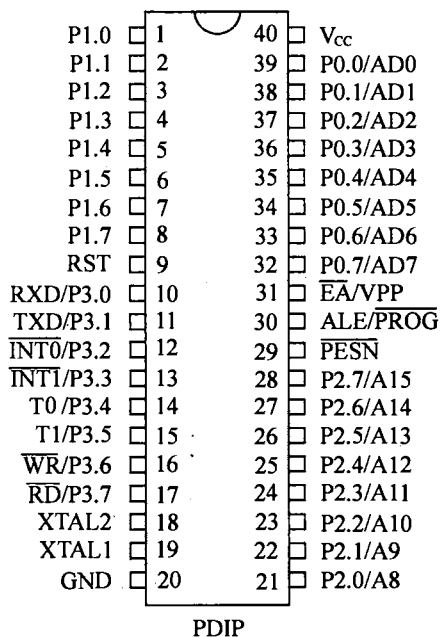 P1.0 1 40 Vcc
P1.1 2 39 P0.0/AD0
P1.2 3 38 P0.1/AD1
P1.3 4 37 P0.2/AD2
P1.4 5 36 P0.3/AD3
P1.5 6 35 P0.4/AD4
P1.6 7 34 P0.5/AD5
P1.7 8 33 P0.6/AD6
RST 9 32 P0.7/AD7
RXD/P3.0 10 31 EA/VPP
TXD/P3.1 11 30 ALE/PROG
INT0/P3.2 12 29 PESN
INT1/P3.3 13 28 P2.7/A15
T0/P3.4 14 27 P2.6/A14
T1/P3.5 15 26 P2.5/A13
WR/P3.6 16 25 P2.4/A12
RD/P3.7 17 24 P2.3/A11
XTAL2 18 23 P2.2/A10
XTAL1 19 22 P2.1/A9
GND 20 21 P2.0/A8
PDIP